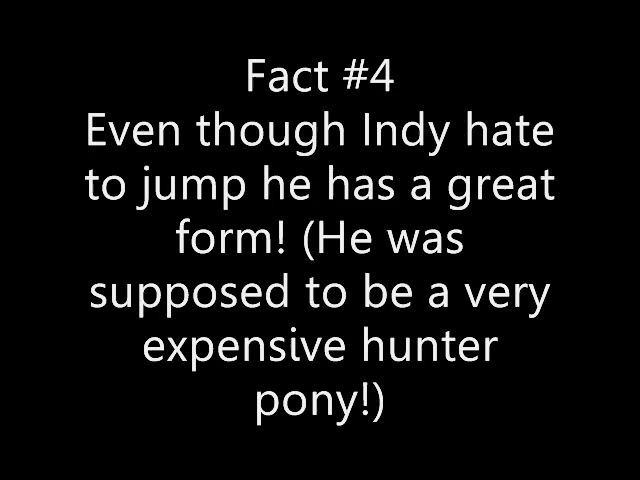 Fact #4
Even though Indy hate
to jump he has a great
form! (He was
supposed to be a very
expensive hunter
pony!)